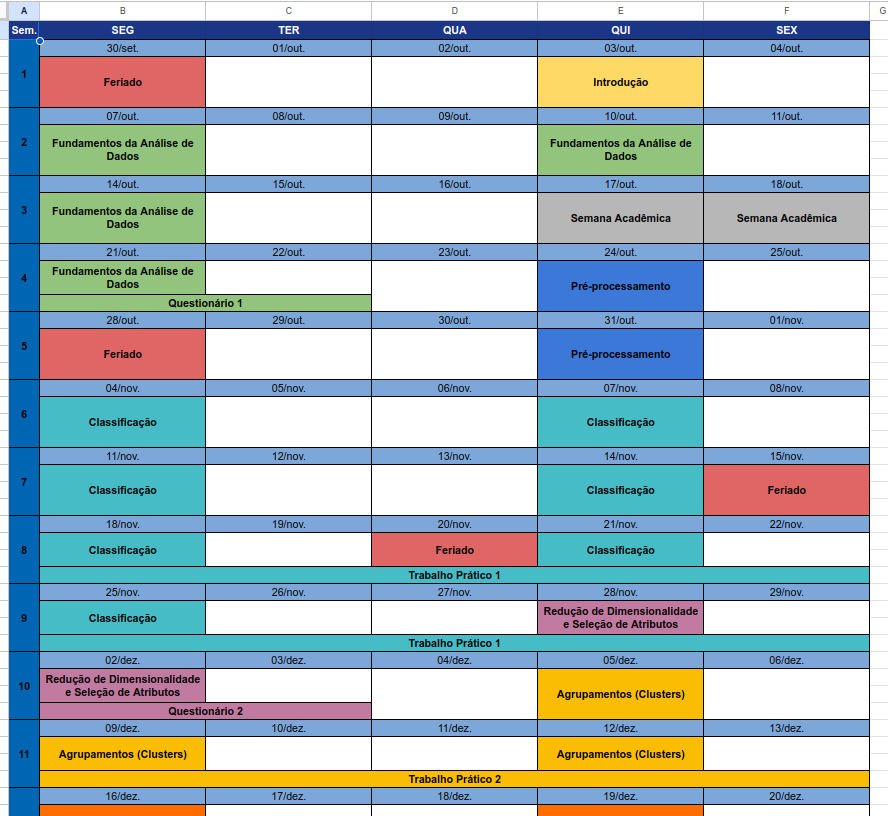 A B C D E F G
Sem. SEG TER QUA QUI SEX
30/set. 01/out. 02/out. 03/out. 04/out.
1 Feriado Introdução
07/out. 08/out. 09/out. 10/out. 11/out.
2 Fundamentos da Análise de Fundamentos da Análise de
Dados Dados
14/out. 15/out. 16/out. 17/out. 18/out.
3 Fundamentos da Análise de Semana Acadêmica Semana Acadêmica
Dados
21/out. 22/out. 23/out. 24/out. 25/out.
4 Fundamentos da Análise de Pré-processamento
Dados
Questionário 1
28/out. 29/out. 30/out. 31/out. 01/nov.
5 Feriado Pré-processamento
04/nov. 05/nov. 06/nov. 07/nov. 08/nov.
6 Classificação Classificação
11/nov. 12/nov. 13/nov. 14/nov. 15/nov.
7 Classificação Classificação Feriado
18/nov. 19/nov. 20/nov. 21/nov. 22/nov.
8 Classificação Feriado Classificação
Trabalho Prático 1
25/nov. 26/nov. 27/nov. 28/nov. 29/nov.
9 Classificação Redução de Dimensionalidade
e Seleção de Atributos
Trabalho Prático 1
02/dez. 03/dez. 04/dez. 05/dez. 06/dez.
10 Redução de Dimensionalidade Agrupamentos (Clusters)
e Seleção de Atributos
Questionário 2
09/dez. 10/dez. 11/dez. 12/dez. 13/dez.
11 Agrupamentos (Clusters) Agrupamentos (Clusters)
Trabalho Prático 2
16/dez. 17/dez. 18/dez. 19/dez. 20/dez.